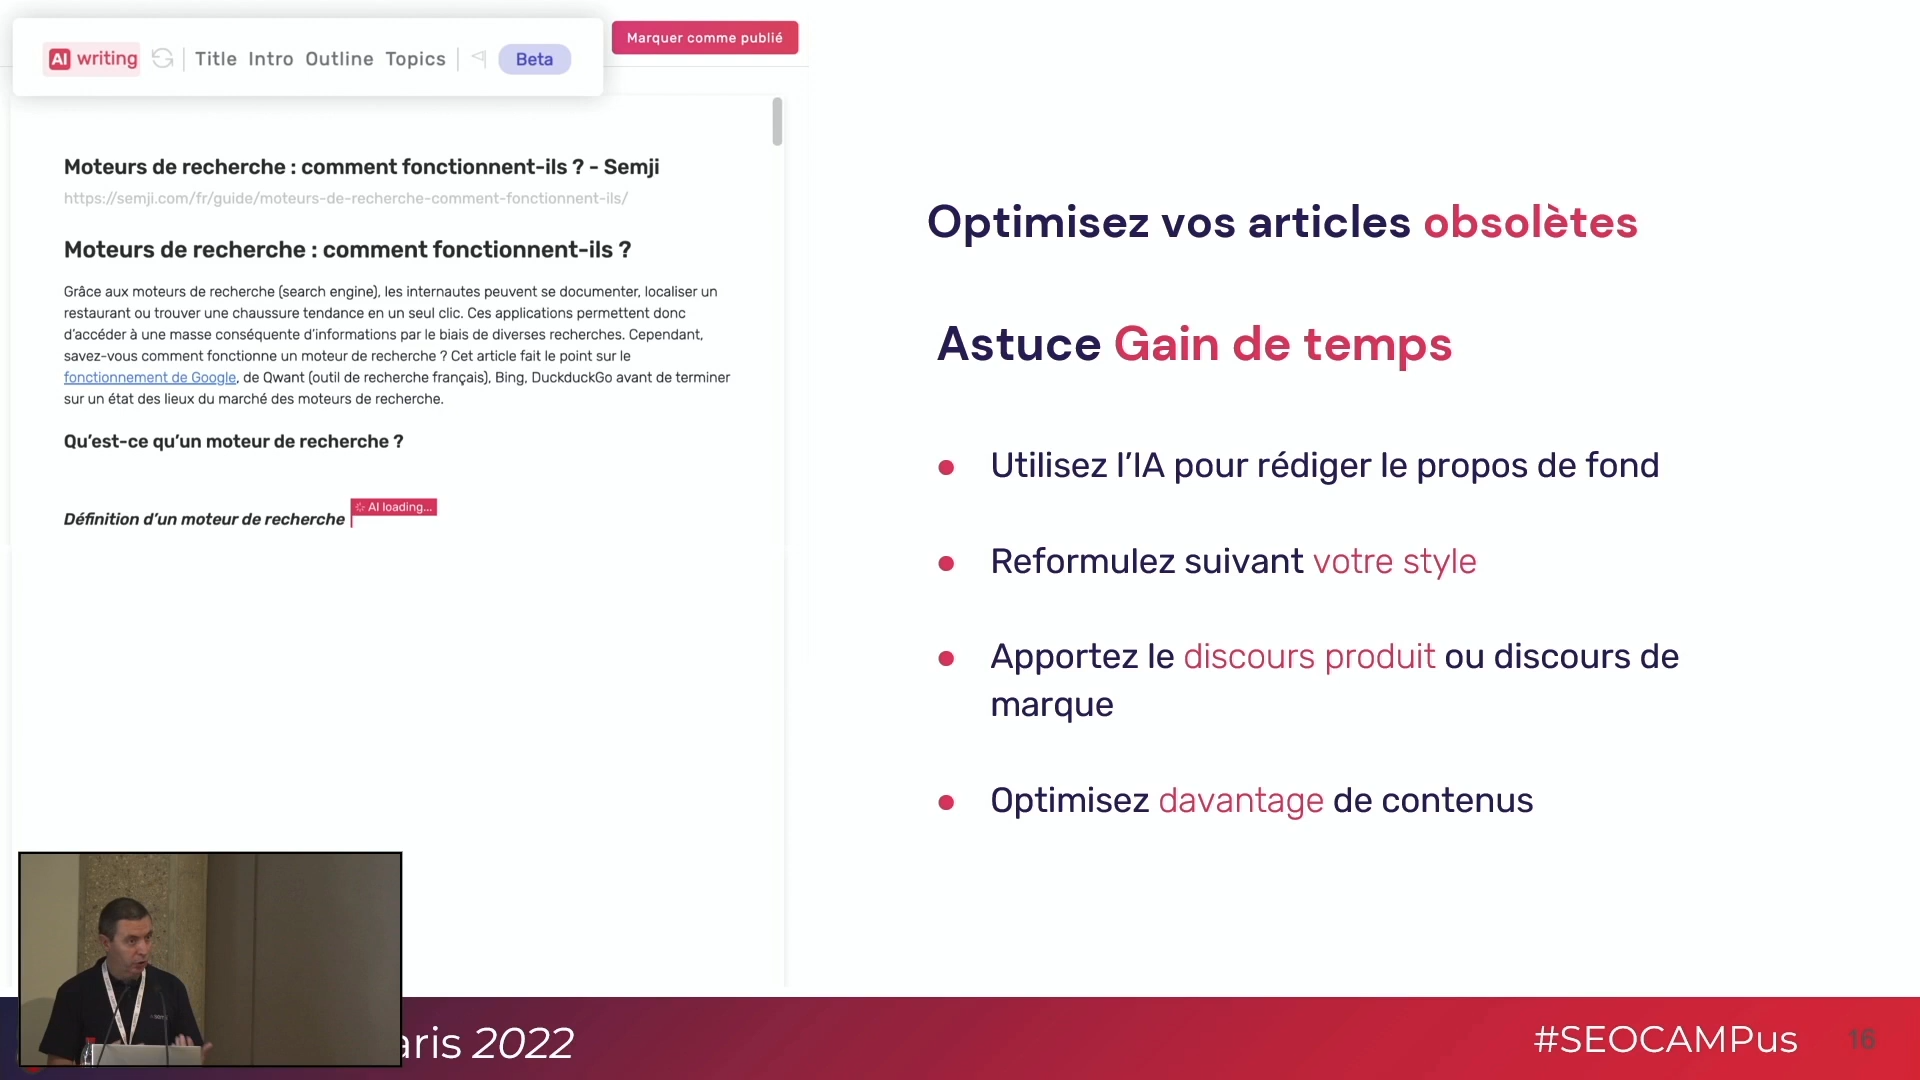 AI writing Title Intro Outline Topics Beta
Marquer comme publié
Moteurs de recherche : comment fonctionnent-ils ? - Semji
https://semji.com/fr/guide/moteurs-de-recherche-comment-fonctionnent-ils/
Moteurs de recherche : comment fonctionnent-ils ?
Grâce aux moteurs de recherche (search engine), les internautes peuvent se documenter, localiser un
restaurant ou trouver une chaussure tendance en un seul clic. Ces applications permettent donc
d’accéder à une masse conséquente d’informations par le biais de diverses recherches. Cependant,
savez-vous comment fonctionne un moteur de recherche ? Cet article fait le point sur le
fonctionnement de Google, de Qwant (outil de recherche français), Bing, DuckduckGo avant de terminer
sur un état des lieux du marché des moteurs de recherche.
Qu’est-ce qu’un moteur de recherche ?
AI loading...
Définition d’un moteur de recherche
Optimisez vos articles obsolètes
Astuce Gain de temps
Utilisez l’IA pour rédiger le propos de fond
Reformulez suivant votre style
Apportez le discours produit ou discours de
marque
Optimisez davantage de contenus
aris 2022
#SEOCAMPus
16